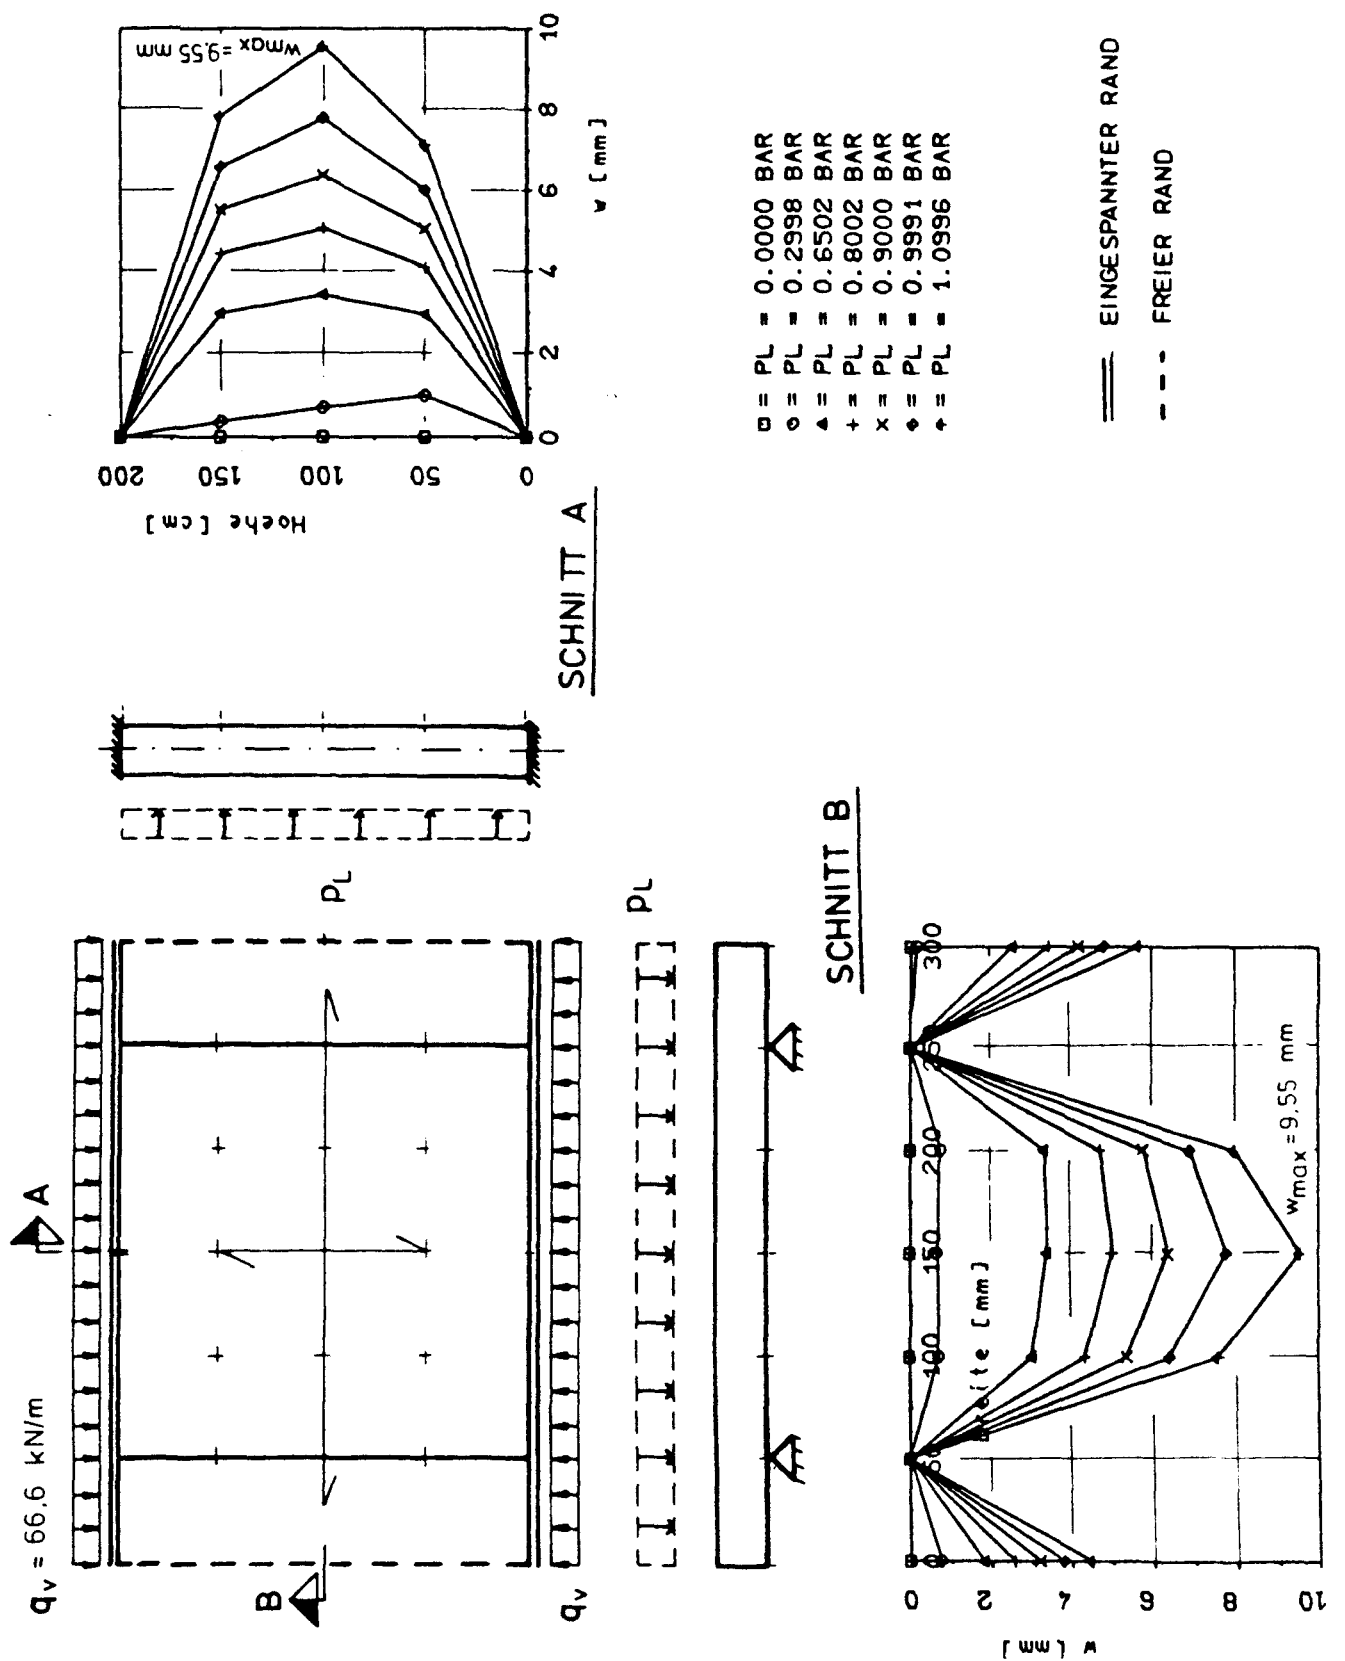 qv = 66,6 kN/m
A
B
qv
PL
PL
SCHNITT A
Hoehe [cm]
200
150
100
50
0
0
2
4
6
8
10
w [mm]
wmax = 9.55 mm
SCHNITT B
w [mm]
0
2
4
6
8
10
0
100
150
200
300
[mm]
wmax = 9.55 mm
= PL = 0.0000 BAR
= PL = 0.2998 BAR
= PL = 0.6502 BAR
= PL = 0.8002 BAR
= PL = 0.9000 BAR
= PL = 0.9991 BAR
= PL = 1.0996 BAR
EINGESPANNTER RAND
FREIER RAND